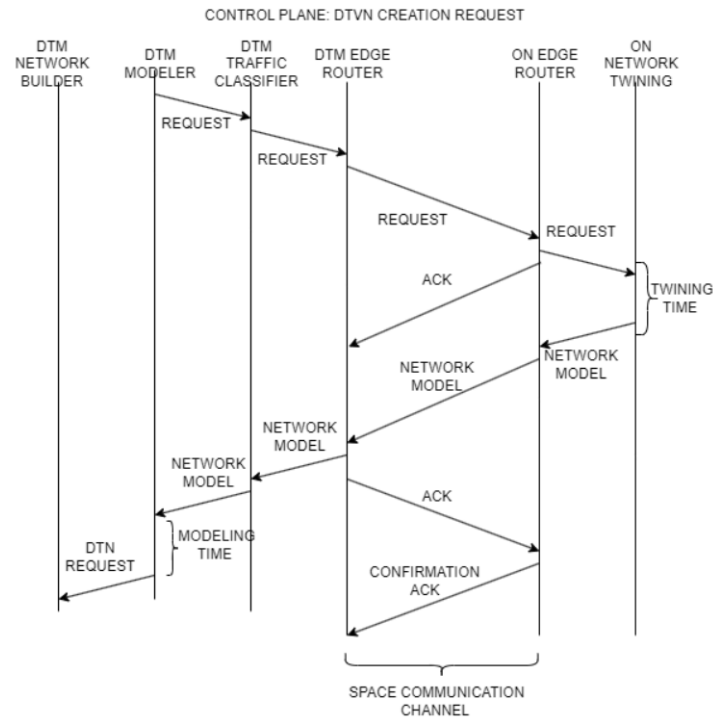 CONTROL PLANE: DTVN CREATION REQUEST
DTM
NETWORK
BUILDER
DTM
MODELER
DTM
TRAFFIC
CLASSIFIER
DTM EDGE
ROUTER
ON EDGE
ROUTER
ON
NETWORK
TWINING
REQUEST
REQUEST
REQUEST
REQUEST
ACK
TWINING
TIME
NETWORK
MODEL
NETWORK
MODEL
NETWORK
MODEL
NETWORK
MODEL
ACK
MODELING
TIME
DTN
REQUEST
CONFIRMATION
ACK
SPACE COMMUNICATION
CHANNEL